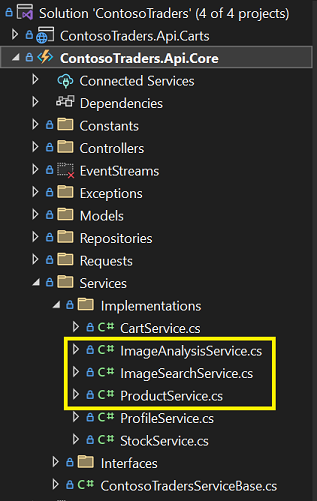 Solution 'ContosoTraders' (4 of 4 projects)
ContosoTraders.Api.Carts
ContosoTraders.Api.Core
Connected Services
Dependencies
Constants
Controllers
EventStreams
Exceptions
Models
Repositories
Requests
Services
Implementations
C# CartService.cs
C# ImageAnalysisService.cs
C# ImageSearchService.cs
C# ProductService.cs
C# ProfileService.cs
C# StockService.cs
Interfaces
C# ContosoTradersServiceBase.cs